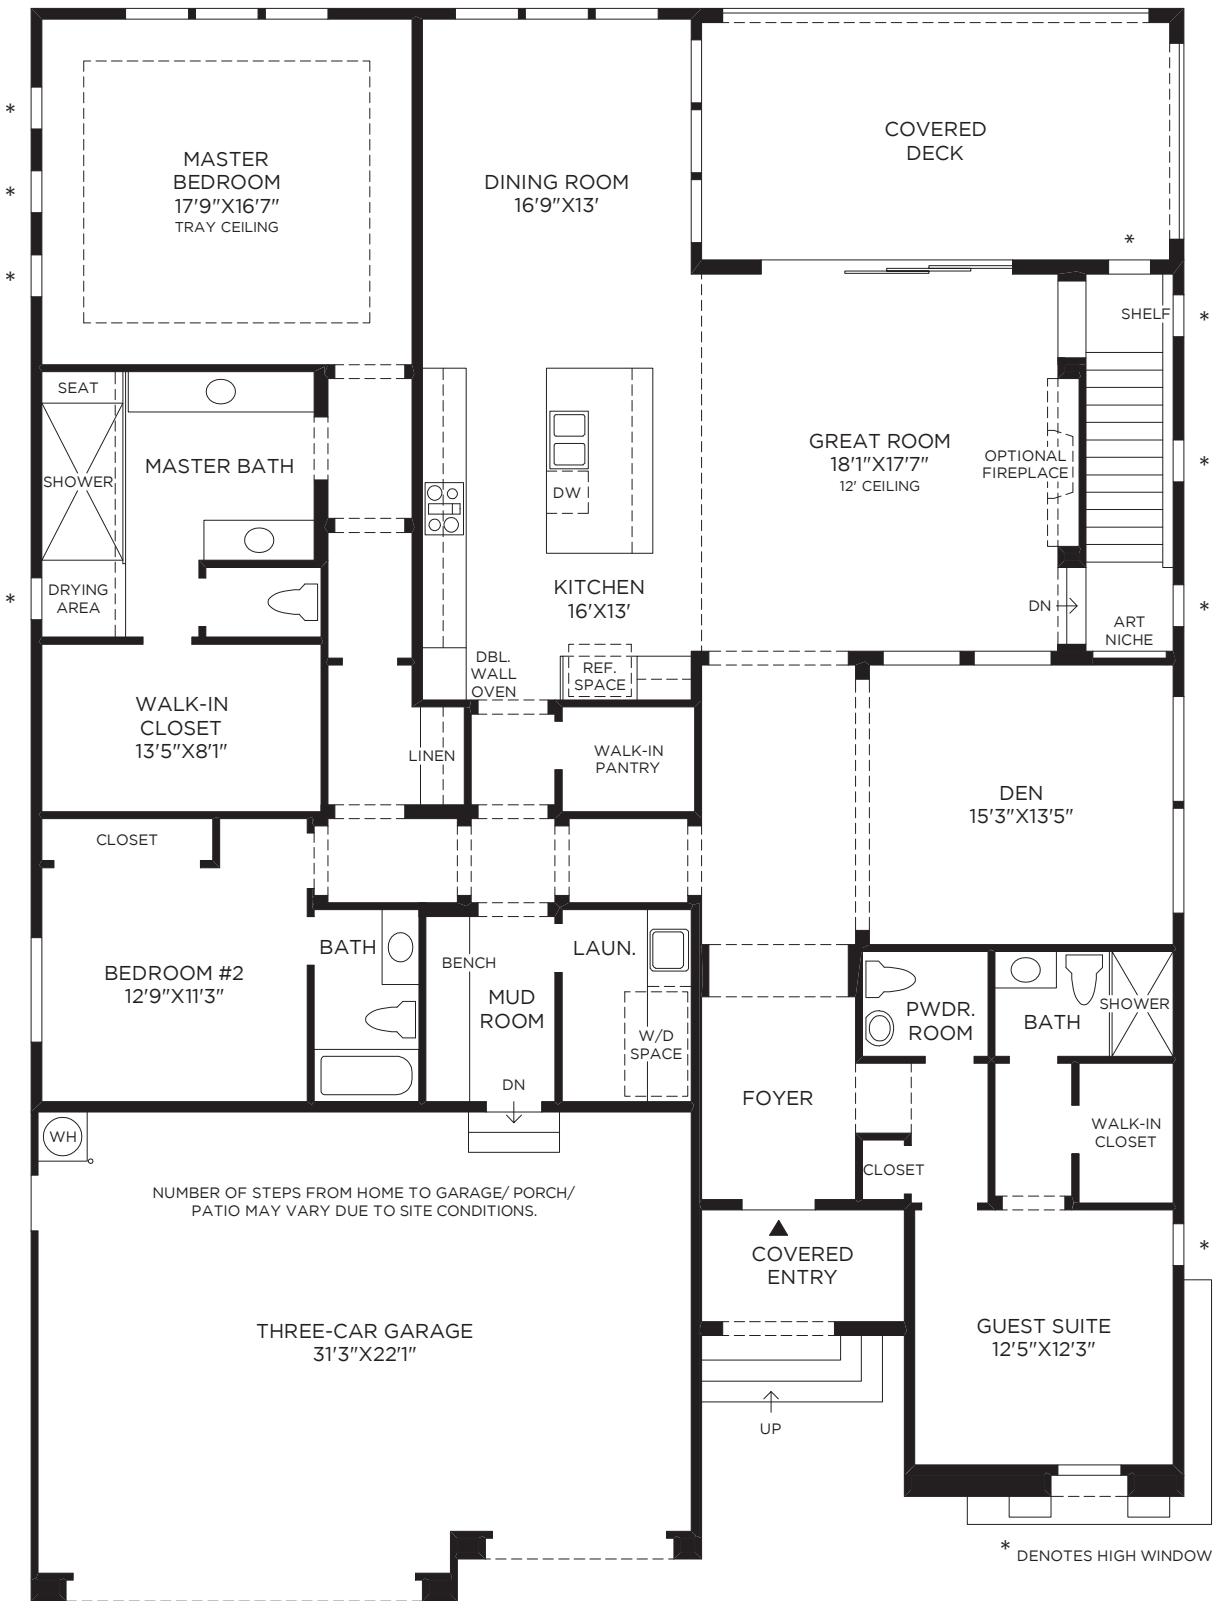 COVERED
DECK
*
MASTER
BEDROOM
17'9"X16'7"
TRAY CEILING
*
*
DINING ROOM
16'9"X13'
*
SHELF
*
SEAT
SHOWER
MASTER BATH
DRYING
AREA
*
DW
KITCHEN
16'X13'
GREAT ROOM
18'1"X17'7"
12' CEILING
OPTIONAL
FIREPLACE
*
DN
*
ART
NICHE
DBL.
WALL
OVEN
REF.
SPACE
WALK-IN
CLOSET
13'5"X8'1"
LINEN
WALK-IN
PANTRY
DEN
15'3"X13'5"
CLOSET
BEDROOM #2
12'9"X11'3"
BATH
BENCH
MUD
ROOM
DN
LAUN.
W/D
SPACE
PWDR.
ROOM
BATH
SHOWER
FOYER
WALK-IN
CLOSET
CLOSET
WH
NUMBER OF STEPS FROM HOME TO GARAGE/ PORCH/
PATIO MAY VARY DUE TO SITE CONDITIONS.
COVERED
ENTRY
*
THREE-CAR GARAGE
31'3"X22'1"
GUEST SUITE
12'5"X12'3"
UP
* DENOTES HIGH WINDOW